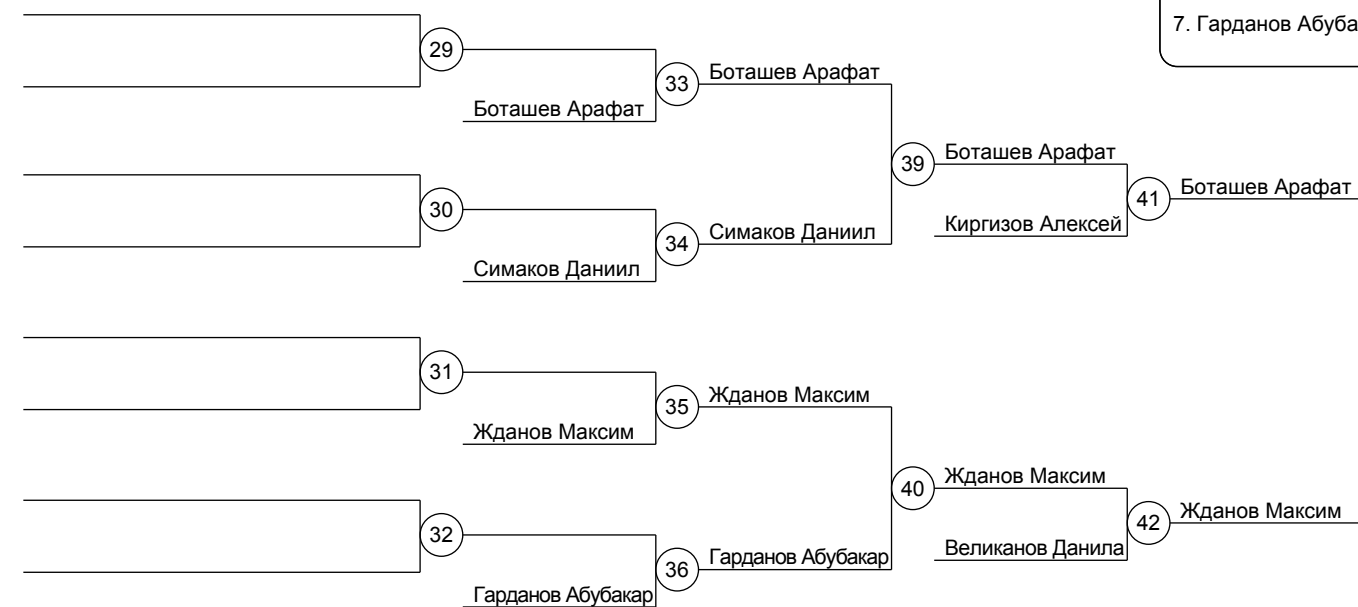 7. Гарданов Абуба
29
33
Боташев Арафат
Боташев Арафат
39
Боташев Арафат
41
Боташев Арафат
30
34
Симаков Даниил
Киргизов Алексей
Симаков Даниил
31
35
Жданов Максим
Жданов Максим
40
Жданов Максим
42
Жданов Максим
32
36
Гарданов Абубакар
Великанов Данила
Гарданов Абубакар